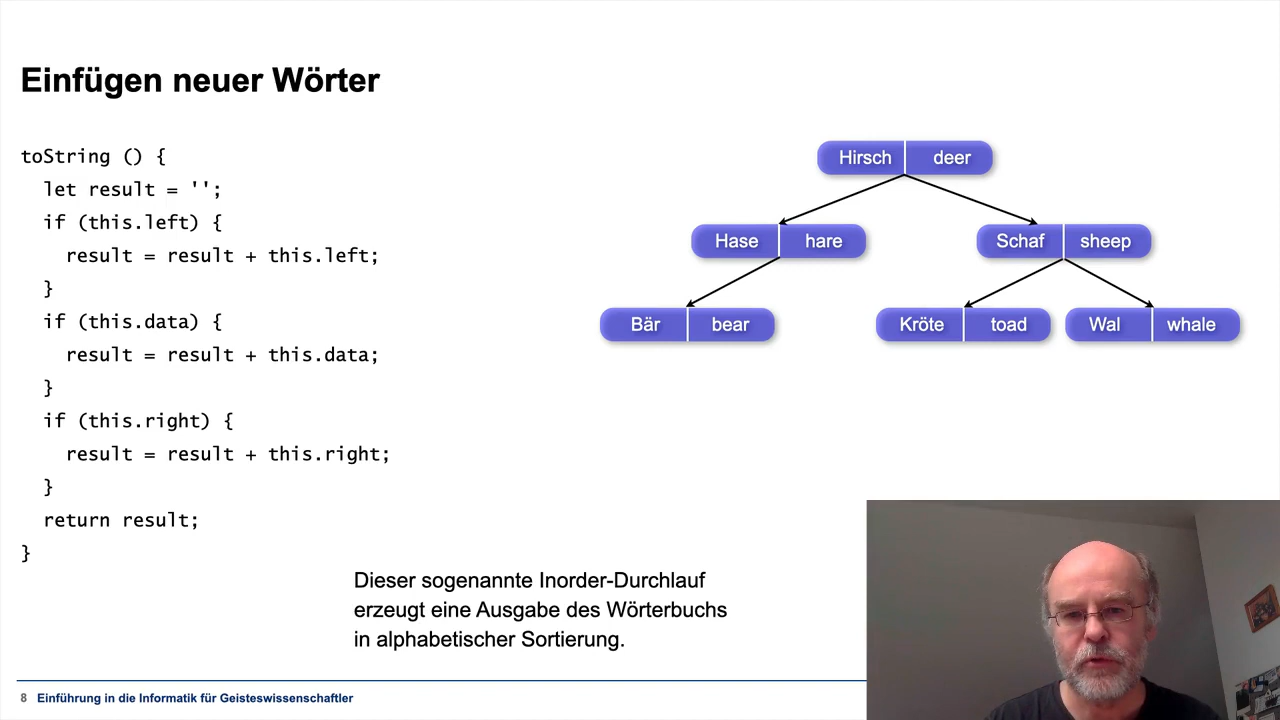 Einfügen neuer Wörter
toString () {
let result = '';
if (this.left) {
result = result + this.left;
}
if (this.data) {
result = result + this.data;
}
if (this.right) {
result = result + this.right;
}
return result;
}
Hirsch deer
Hase hare
Schaf sheep
Bär bear
Kröte toad
Wal whale
Dieser sogenannte Inorder-Durchlauf
erzeugt eine Ausgabe des Wörterbuchs
in alphabetischer Sortierung.
8 Einführung in die Informatik für Geisteswissenschaftler